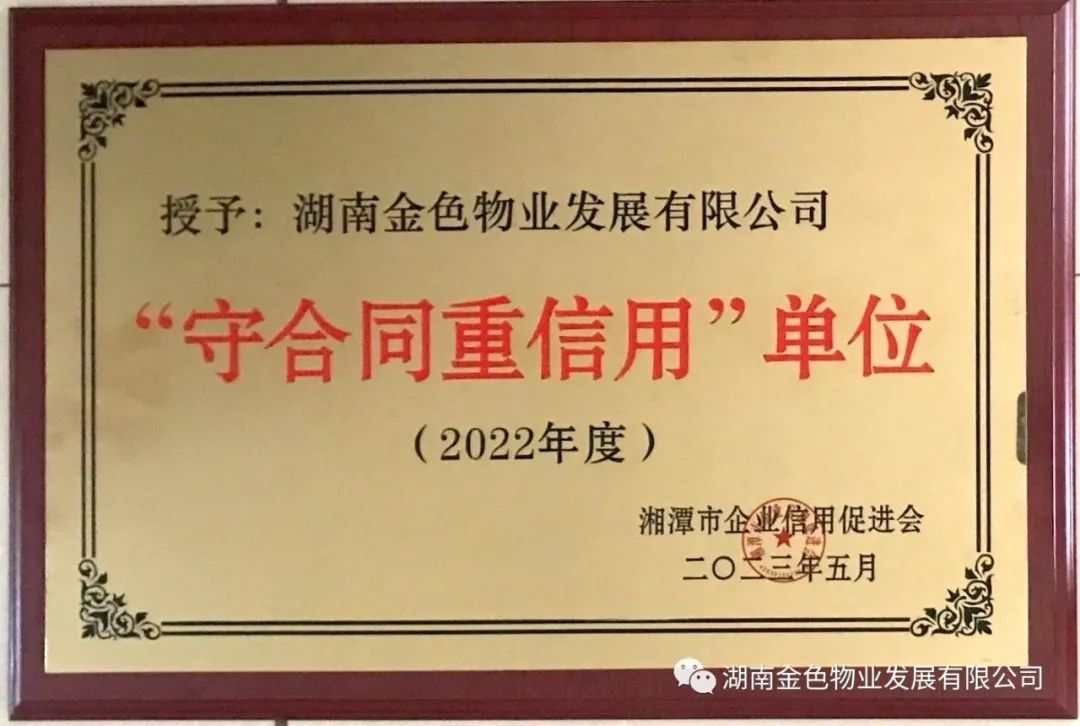 授予：湖南金色物业发展有限公司
“守合同重信用”单位
（2022年度）
湘潭市企业信用促进会
二〇二三年五月
湖南金色物业发展有限公司